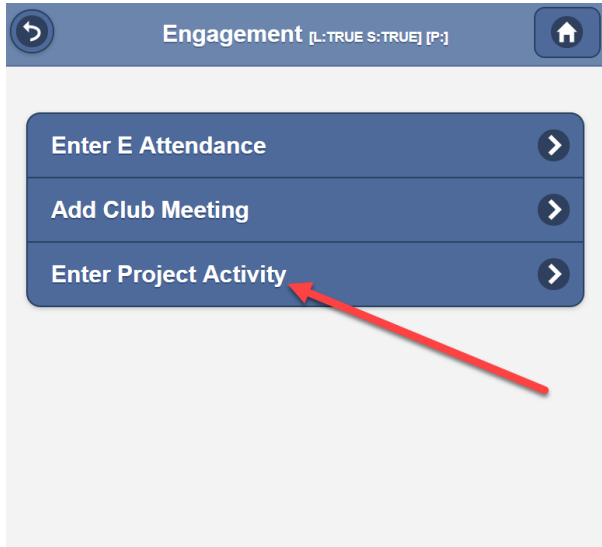 Engagement [L:TRUE S:TRUE] [P:]
Enter E Attendance
Add Club Meeting
Enter Project Activity